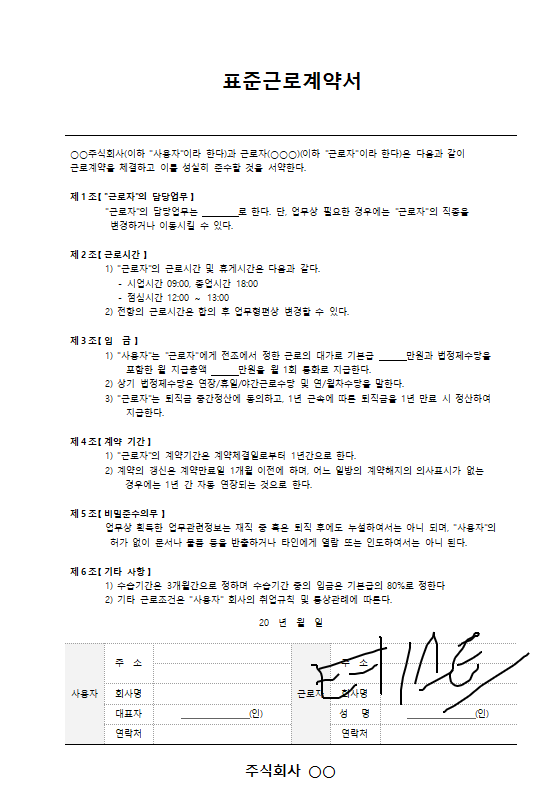 표준근로계약서
○○주식회사(이하 "사용자"이라 한다)과 근로자(○○○)(이하 "근로자"이라 한다)은 다음과 같이
근로계약을 체결하고 이를 성실히 준수할 것을 서약한다.
제 1 조【 "근로자"의 담당업무 】
"근로자"의 담당업무는 ________로 한다. 단, 업무상 필요한 경우에는 "근로자"의 직종을
변경하거나 이동시킬 수 있다.
제 2 조【 근로시간 】
1) "근로자"의 근로시간 및 휴게시간은 다음과 같다.
- 시업시간 09:00, 종업시간 18:00
- 점심시간 12:00 ~ 13:00
2) 전항의 근로시간은 합의 후 업무형편상 변경할 수 있다.
제 3 조【 임 금 】
1) "사용자"는 "근로자"에게 전조에서 정한 근로의 대가로 기본급 ______만원과 법정제수당을
포함한 월 지급총액 ______만원을 월 1회 통화로 지급한다.
2) 상기 법정제수당은 연장/휴일/야간근로수당 및 연/월차수당을 말한다.
3) "근로자"는 퇴직금 중간정산에 동의하고, 1년 근속에 따른 퇴직금을 1년 만료 시 정산하여
지급한다.
제 4 조【 계약 기간 】
1) "근로자"의 계약기간은 계약체결일로부터 1년간으로 한다.
2) 계약의 갱신은 계약만료일 1개월 이전에 하며, 어느 일방의 계약해지의 의사표시가 없는
경우에는 1년 간 자동 연장되는 것으로 한다.
제 5 조【 비밀준수의무 】
업무상 획득한 업무관련정보는 재직 중 혹은 퇴직 후에도 누설하여서는 아니 되며, "사용자"의
허가 없이 문서나 물품 등을 반출하거나 타인에게 열람 또는 인도하여서는 아니 된다.
제 6 조【 기타 사항 】
1) 수습기간은 3개월간으로 정하며 수습기간 중의 임금은 기본급의 80%로 정한다
2) 기타 근로조건은 "사용자" 회사의 취업규칙 및 통상관례에 따른다.
20 년 월 일
사용자
주 소
회사명
대표자 _______________(인)
연락처
근로자
주 소
회사명
성 명 _______________(인)
연락처
주식회사 ○○